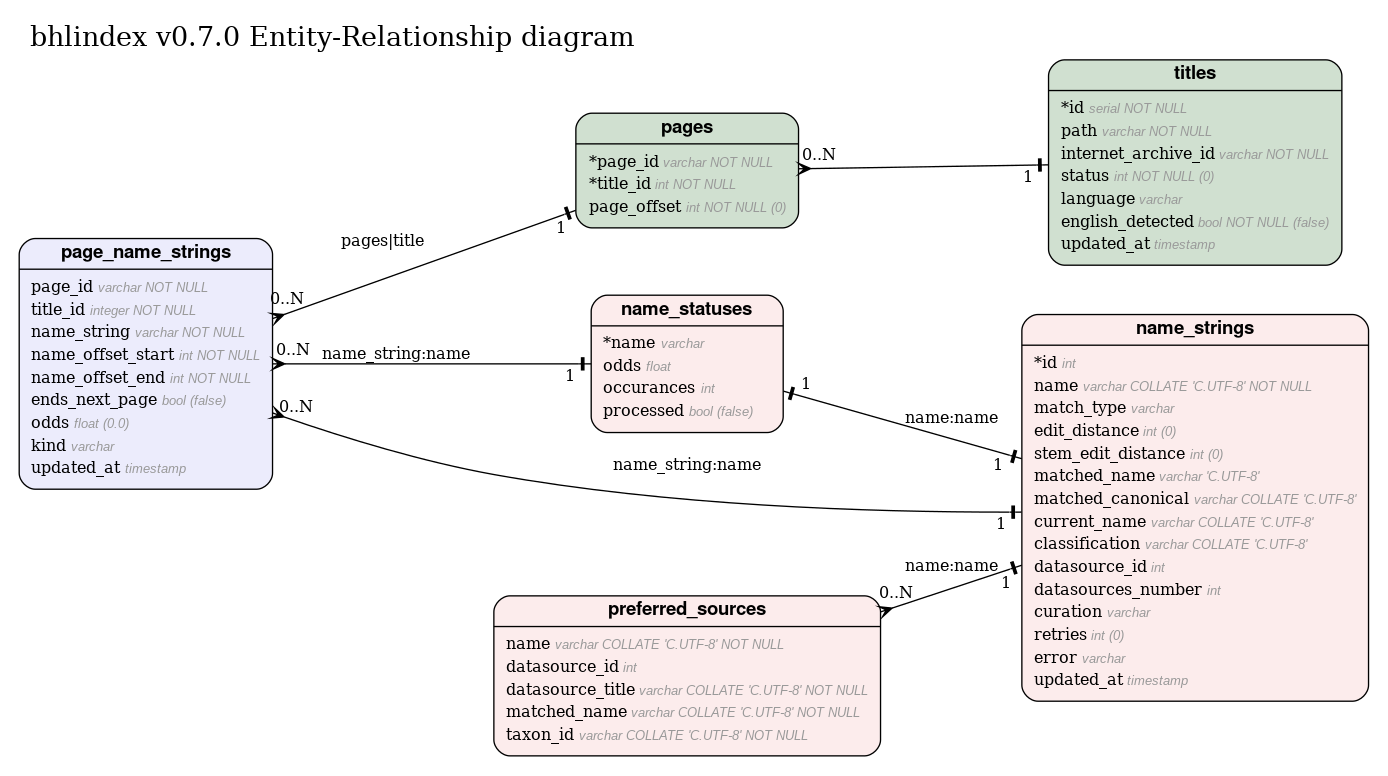 bhlindex v0.7.0 Entity-Relationship diagram
titles
*id serial NOT NULL
path varchar NOT NULL
internet_archive_id varchar NOT NULL
status int NOT NULL (0)
language varchar
english_detected bool NOT NULL (false)
updated_at timestamp
pages
*page_id varchar NOT NULL
*title_id int NOT NULL
page_offset int NOT NULL (0)
0..N
1
pages|title
1
0..N
page_name_strings
page_id varchar NOT NULL
title_id integer NOT NULL
name_string varchar NOT NULL
name_offset_start int NOT NULL
name_offset_end int NOT NULL
ends_next_page bool (false)
odds float (0.0)
kind varchar
updated_at timestamp
0..N
name_string:name
1
0..N
name_string:name
1
name_statuses
*name varchar
odds float
occurances int
processed bool (false)
1
name:name
1
name_strings
*id int
name varchar COLLATE 'C.UTF-8' NOT NULL
match_type varchar
edit_distance int (0)
stem_edit_distance int (0)
matched_name varchar 'C.UTF-8'
matched_canonical varchar COLLATE 'C.UTF-8'
current_name varchar COLLATE 'C.UTF-8'
classification varchar COLLATE 'C.UTF-8'
datasource_id int
datasources_number int
curation varchar
retries int (0)
error varchar
updated_at timestamp
name:name
1
0..N
preferred_sources
name varchar COLLATE 'C.UTF-8' NOT NULL
datasource_id int
datasource_title varchar COLLATE 'C.UTF-8' NOT NULL
matched_name varchar COLLATE 'C.UTF-8' NOT NULL
taxon_id varchar COLLATE 'C.UTF-8' NOT NULL